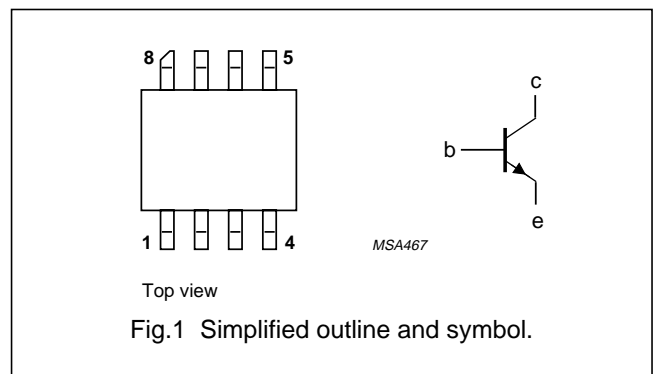 8 5
c
b
e
1 4
MSA467
Top view
Fig.1 Simplified outline and symbol.